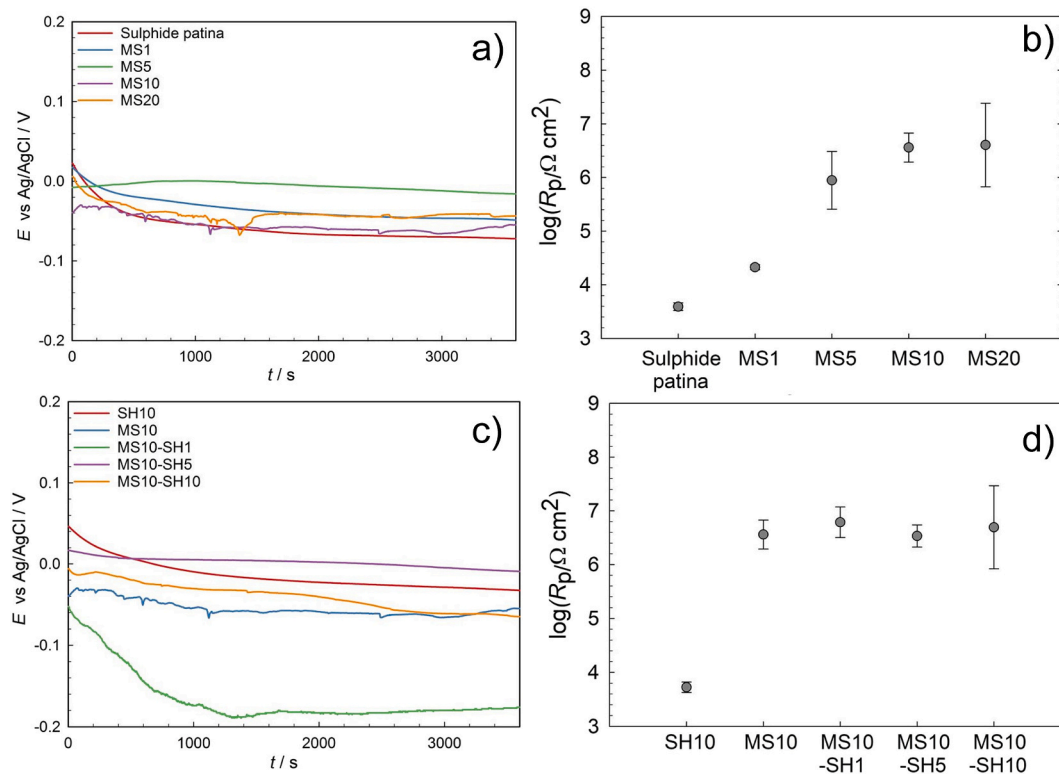 a)
Sulphide patina
MS1
MS5
MS10
MS20
0.2
0.1
0.0
-0.1
-0.2
E vs Ag/AgCl / V
0 1000 2000 3000
t / s
b)
9
8
7
6
5
4
3
log(Rp/Ω cm²)
Sulphide patina MS1 MS5 MS10 MS20
c)
SH10
MS10
MS10-SH1
MS10-SH5
MS10-SH10
0.2
0.1
0.0
-0.1
-0.2
E vs Ag/AgCl / V
0 1000 2000 3000
t / s
d)
9
8
7
6
5
4
3
log(Rp/Ω cm²)
SH10 MS10 MS10 MS10 MS10
-SH1 -SH5 -SH10